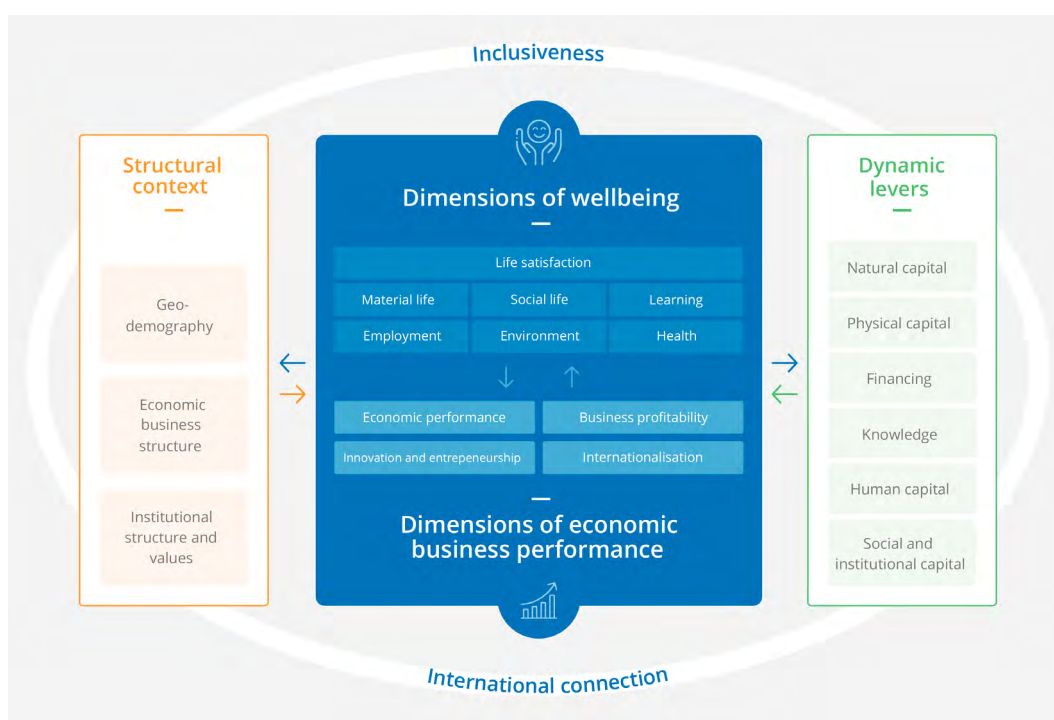 Inclusiveness
Structural
context
Geo-
demography
Economic
business
structure
Institutional
structure and
values
Dimensions of wellbeing
Life satisfaction
Material life
Social life
Learning
Employment
Environment
Health
Economic performance
Business profitability
Innovation and entrepeneurship
Internationalisation
Dimensions of economic
business performance
Dynamic
levers
Natural capital
Physical capital
Financing
Knowledge
Human capital
Social and
institutional capital
International connection